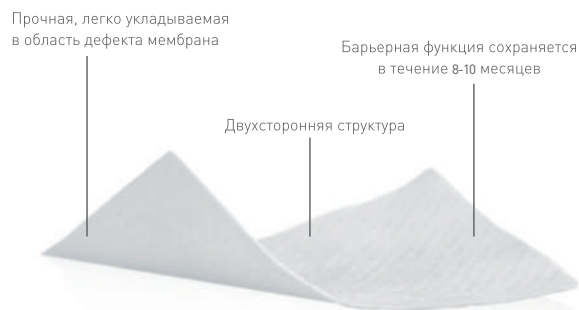 Прочная, легко укладываемая
в область дефекта мембрана
Барьерная функция сохраняется
в течение 8-10 месяцев
Двухсторонняя структура